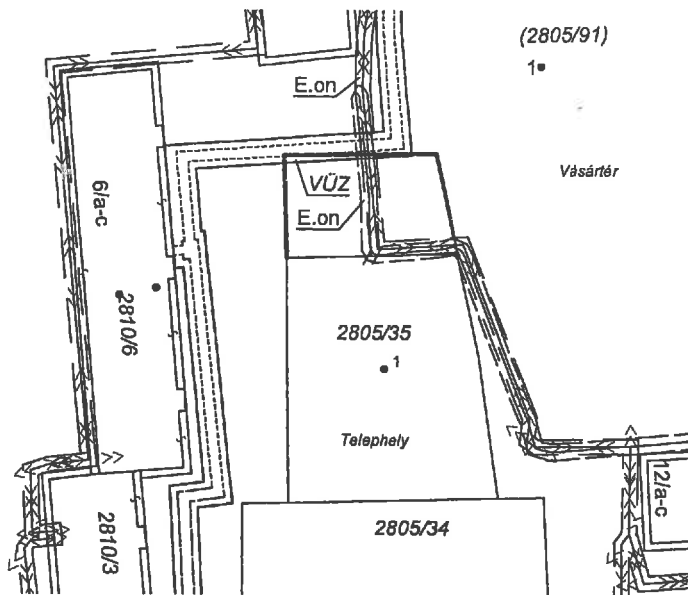 (2805/91)
1
E.on
Vásártér
VÜZ
6/a-c
E.on
2810/6
2805/35
1
Telephely
12/a-c
2810/3
2805/34